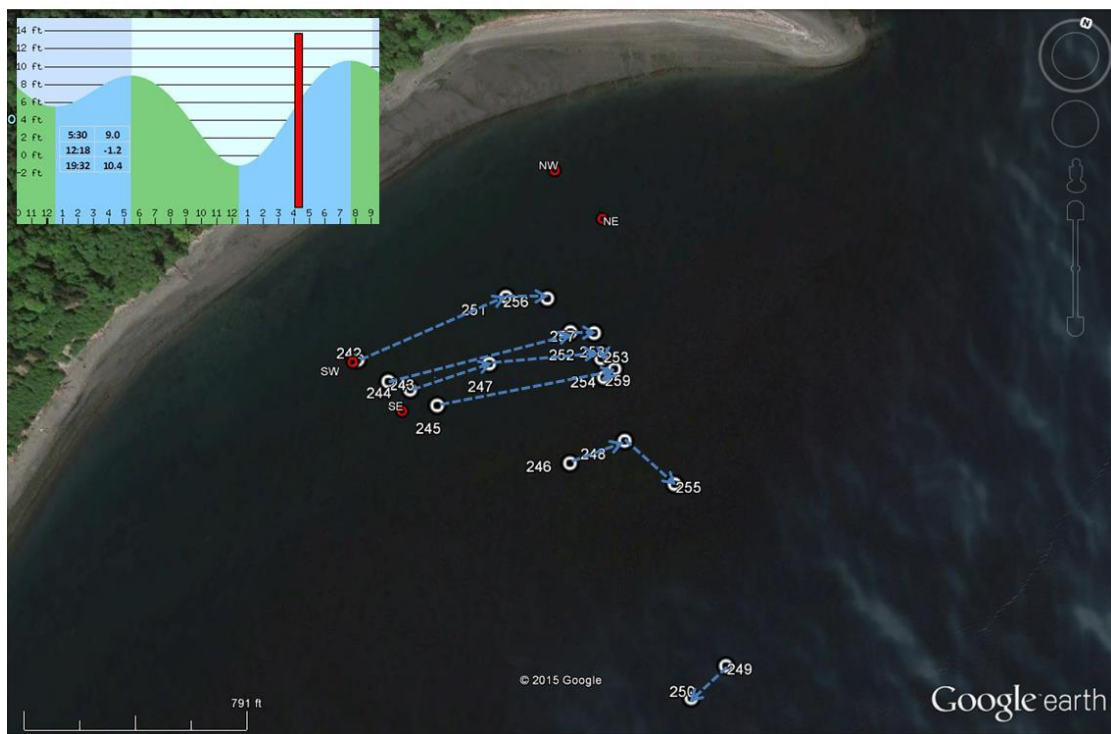 14 ft
12 ft
10 ft
8 ft
6 ft
4 ft
2 ft
0 ft
-2 ft
5:30 9.0
12:18 -1.2
19:32 10.4
0 11 12 1 2 3 4 5 6 7 8 9 10 11 12 1 2 3 4 5 6 7 8 9
N
NW
NE
251 256
257
242 252 258 253
SW
244 243 247 254 259
SE
245
246 248
255
249
250
© 2015 Google
791 ft
Google earth